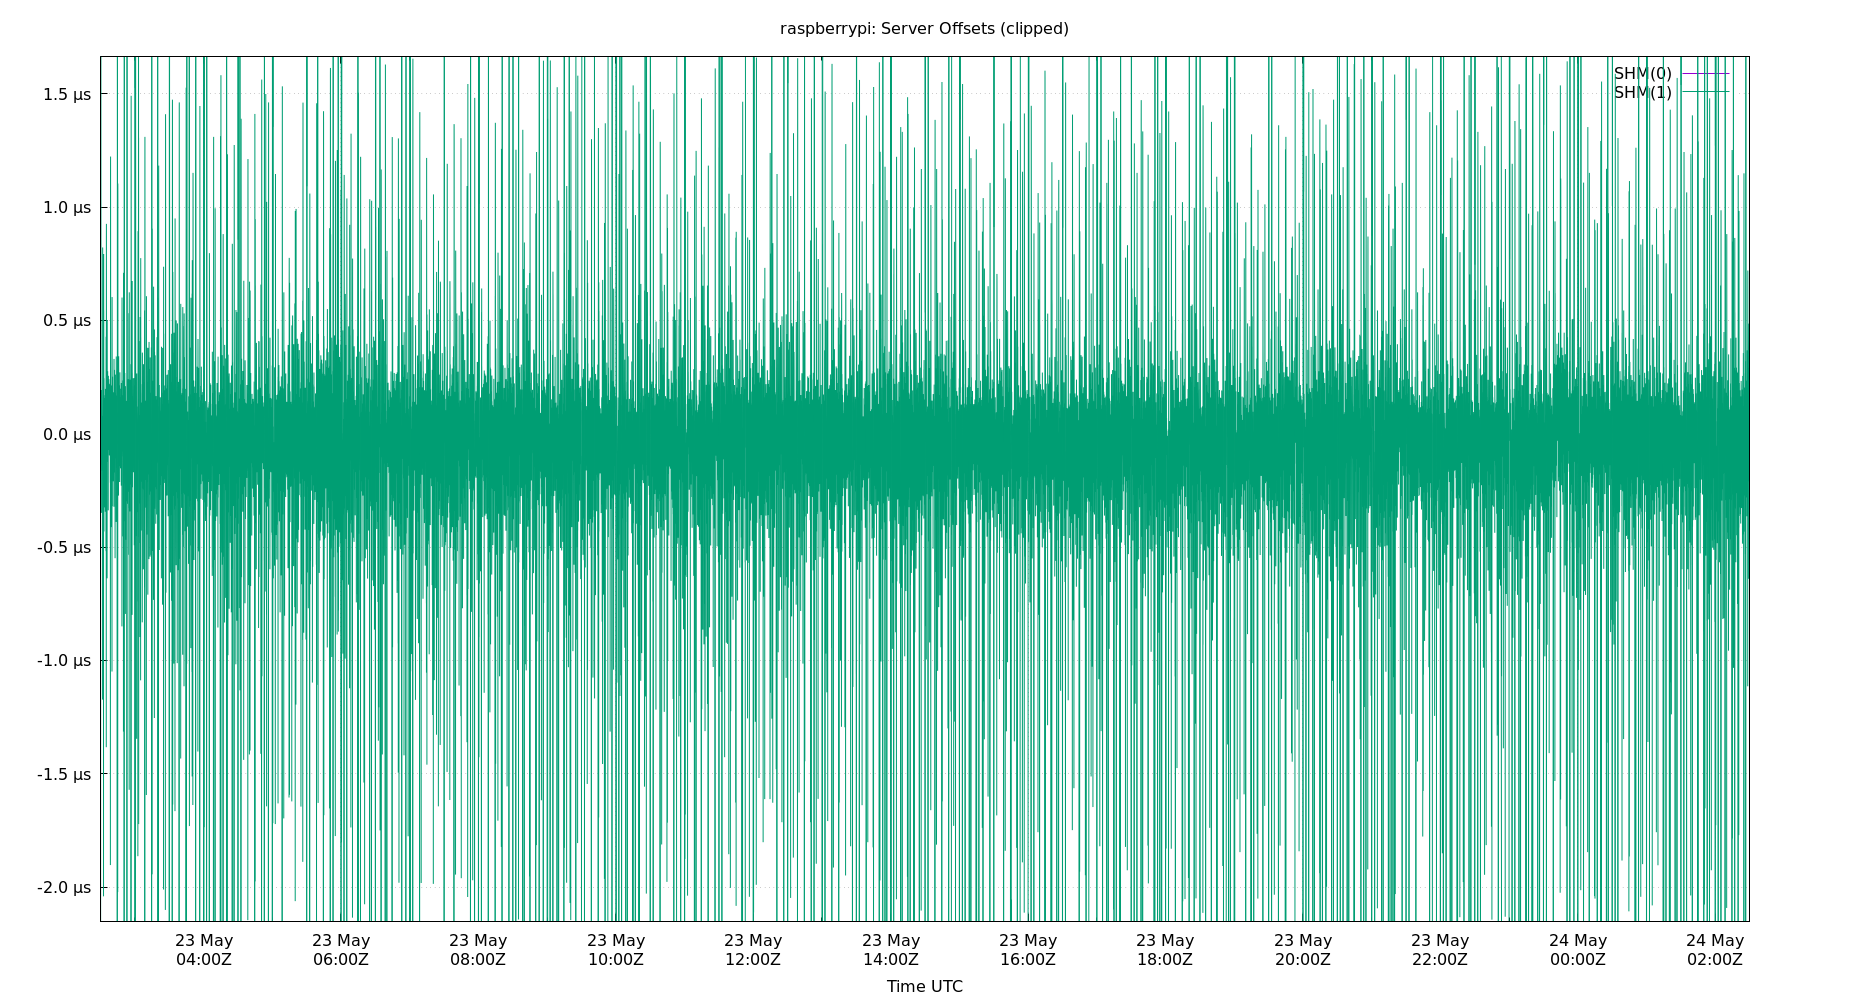 raspberrypi: Server Offsets (clipped)
SHM(0)
SHM(1)
1.5 µs
1.0 µs
0.5 µs
0.0 µs
-0.5 µs
-1.0 µs
-1.5 µs
-2.0 µs
23 May 23 May 23 May 23 May 23 May 23 May 23 May 23 May 23 May 23 May 24 May 24 May
04:00Z 06:00Z 08:00Z 10:00Z 12:00Z 14:00Z 16:00Z 18:00Z 20:00Z 22:00Z 00:00Z 02:00Z
Time UTC